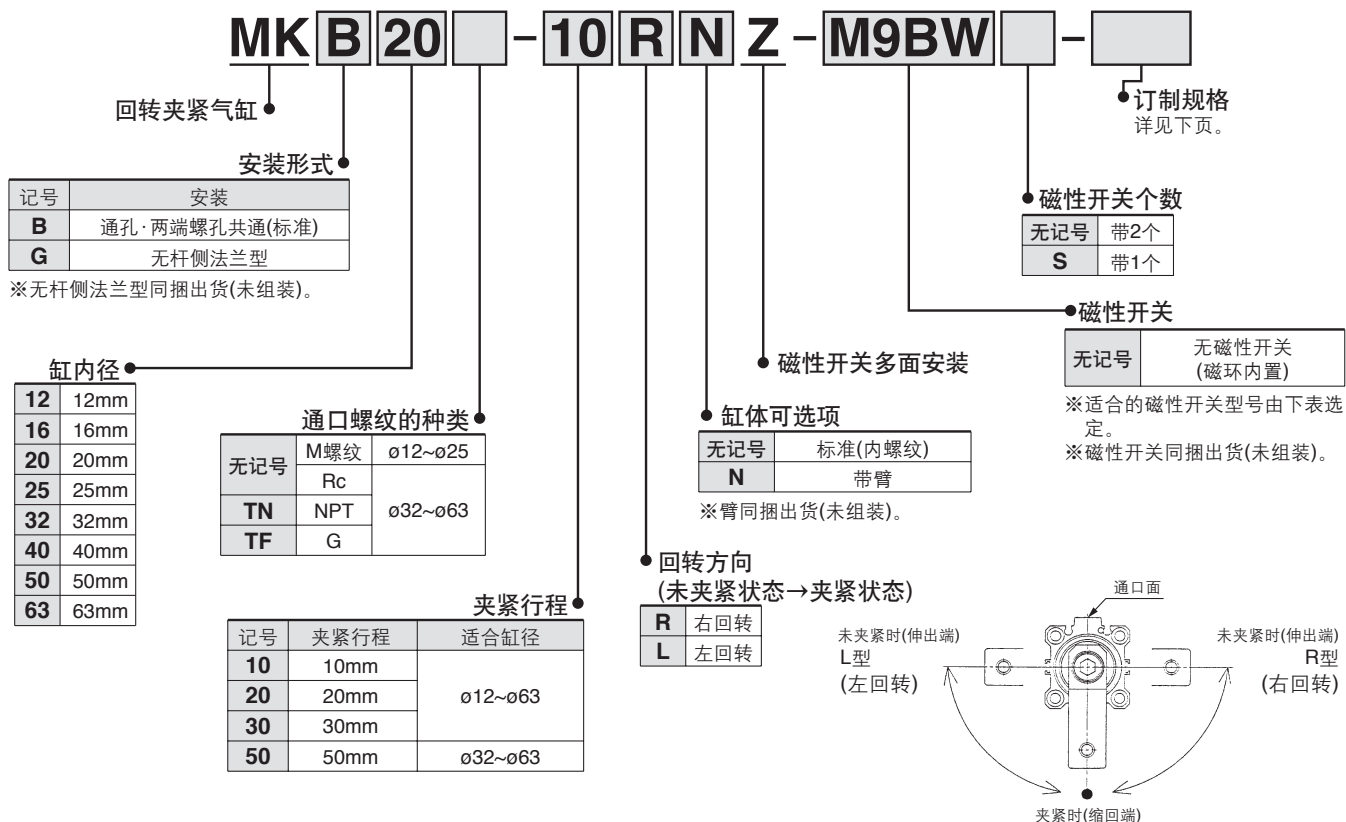 MK B 20 -10 R N Z-M9BW -
回转夹紧气缸
订制规格
详见下页。
安装形式
记号 安装
B 通孔·两端螺孔共通(标准)
G 无杆侧法兰型
※无杆侧法兰型同捆出货(未组装)。
磁性开关个数
无记号 带2个
S 带1个
磁性开关
无记号 无磁性开关
(磁环内置)
※适合的磁性开关型号由下表选
定。
※磁性开关同捆出货(未组装)。
缸内径
12 12mm
16 16mm
20 20mm
25 25mm
32 32mm
40 40mm
50 50mm
63 63mm
磁性开关多面安装
通口螺纹的种类
无记号 M螺纹 ø12~ø25
Rc
TN NPT ø32~ø63
TF G
缸体可选项
无记号 标准(内螺纹)
N 带臂
※臂同捆出货(未组装)。
回转方向
(未夹紧状态→夹紧状态)
R 右回转
L 左回转
夹紧行程
记号 夹紧行程 适合缸径
10 10mm
20 20mm ø12~ø63
30 30mm
50 50mm ø32~ø63
通口面
未夹紧时(伸出端)
L型
(左回转)
未夹紧时(伸出端)
R型
(右回转)
夹紧时(缩回端)